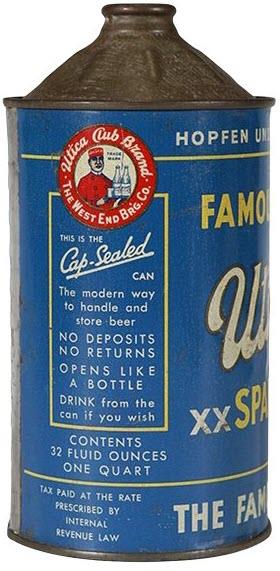 Utica Club Brand
TRADE
MARK
THE WEST END BRG. CO.
THIS IS THE
Cap-Sealed
CAN
The modern way
to handle and
store beer
NO DEPOSITS
NO RETURNS
OPENS LIKE
A BOTTLE
DRINK from the
can if you wish
CONTENTS
32 FLUID OUNCES
ONE QUART
TAX PAID AT THE RATE
PRESCRIBED BY
INTERNAL
REVENUE LAW
HOPFEN UN
FAMO
Ut
XX SPA
THE FAM